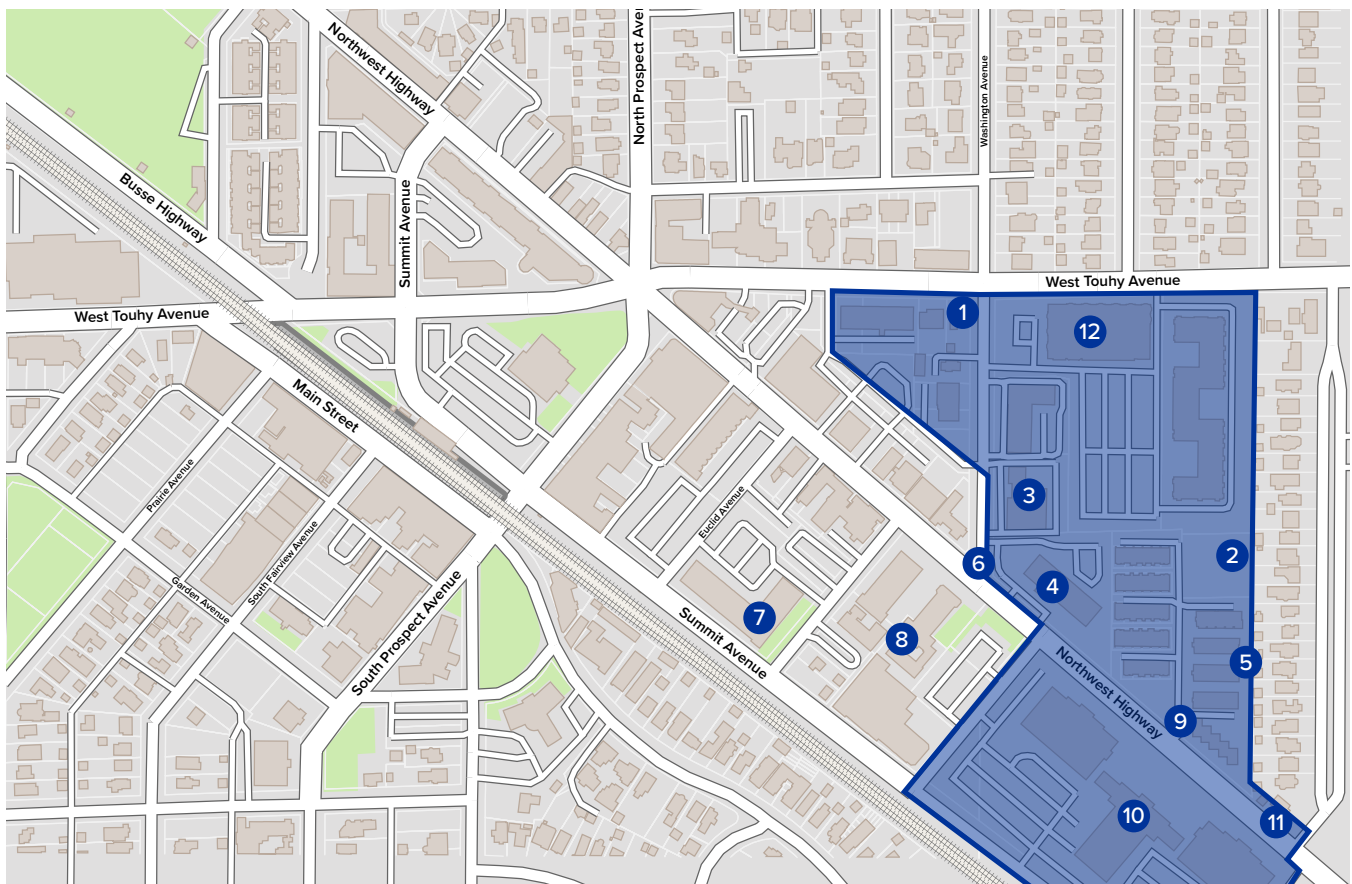 Northwest Highway
North Prospect Aven
Washington Avenue
Busse Highway
Summit Avenue
West Touhy Avenue
West Touhy Avenue
1
12
Main Street
Prairie Avenue
Euclid Avenue
3
South Fairview Avenue
6
2
Garden Avenue
4
South Prospect Avenue
7
Summit Avenue
8
Northwest Highway
5
9
10
11